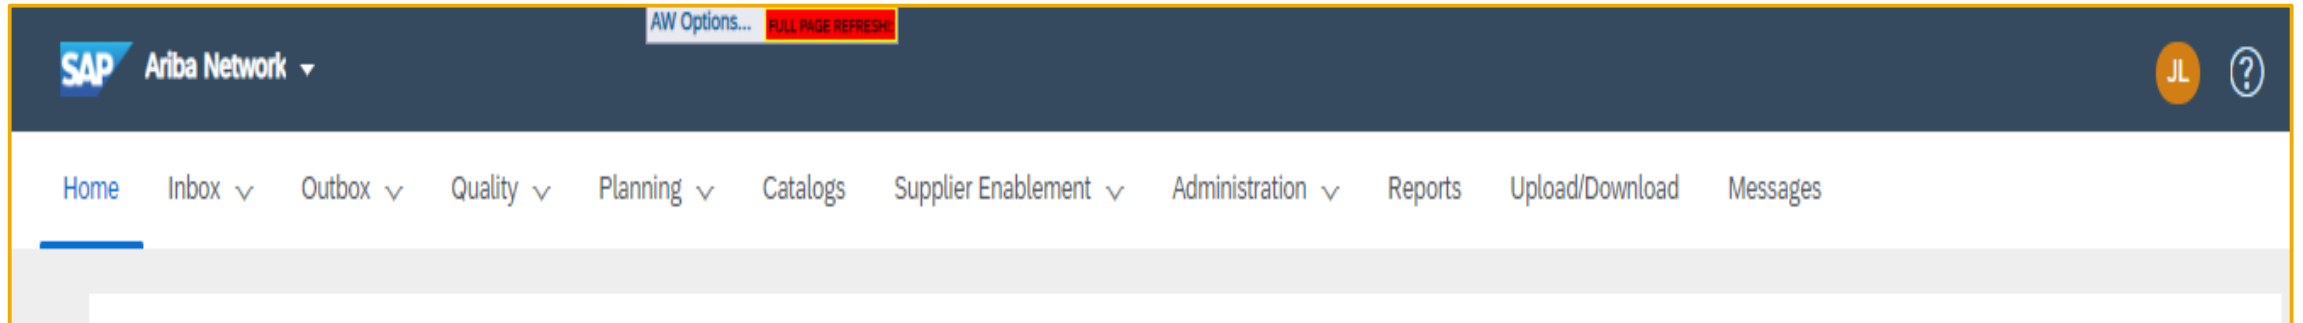 AW Options... FULL PAGE REFRESH!:
SAP Ariba Network JL ?
Home Inbox Outbox Quality Planning Catalogs Supplier Enablement Administration Reports Upload/Download Messages